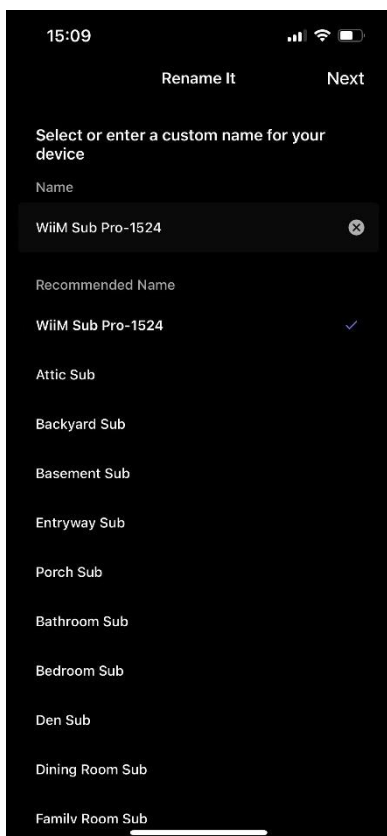 15:09
Rename It
Next
Select or enter a custom name for your
device
Name
WiiM Sub Pro-1524
Recommended Name
WiiM Sub Pro-1524
Attic Sub
Backyard Sub
Basement Sub
Entryway Sub
Porch Sub
Bathroom Sub
Bedroom Sub
Den Sub
Dining Room Sub
Family Room Sub